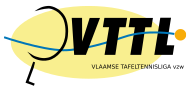 VTTL
VLAAMSE TAFELTENNISLIGA vzw